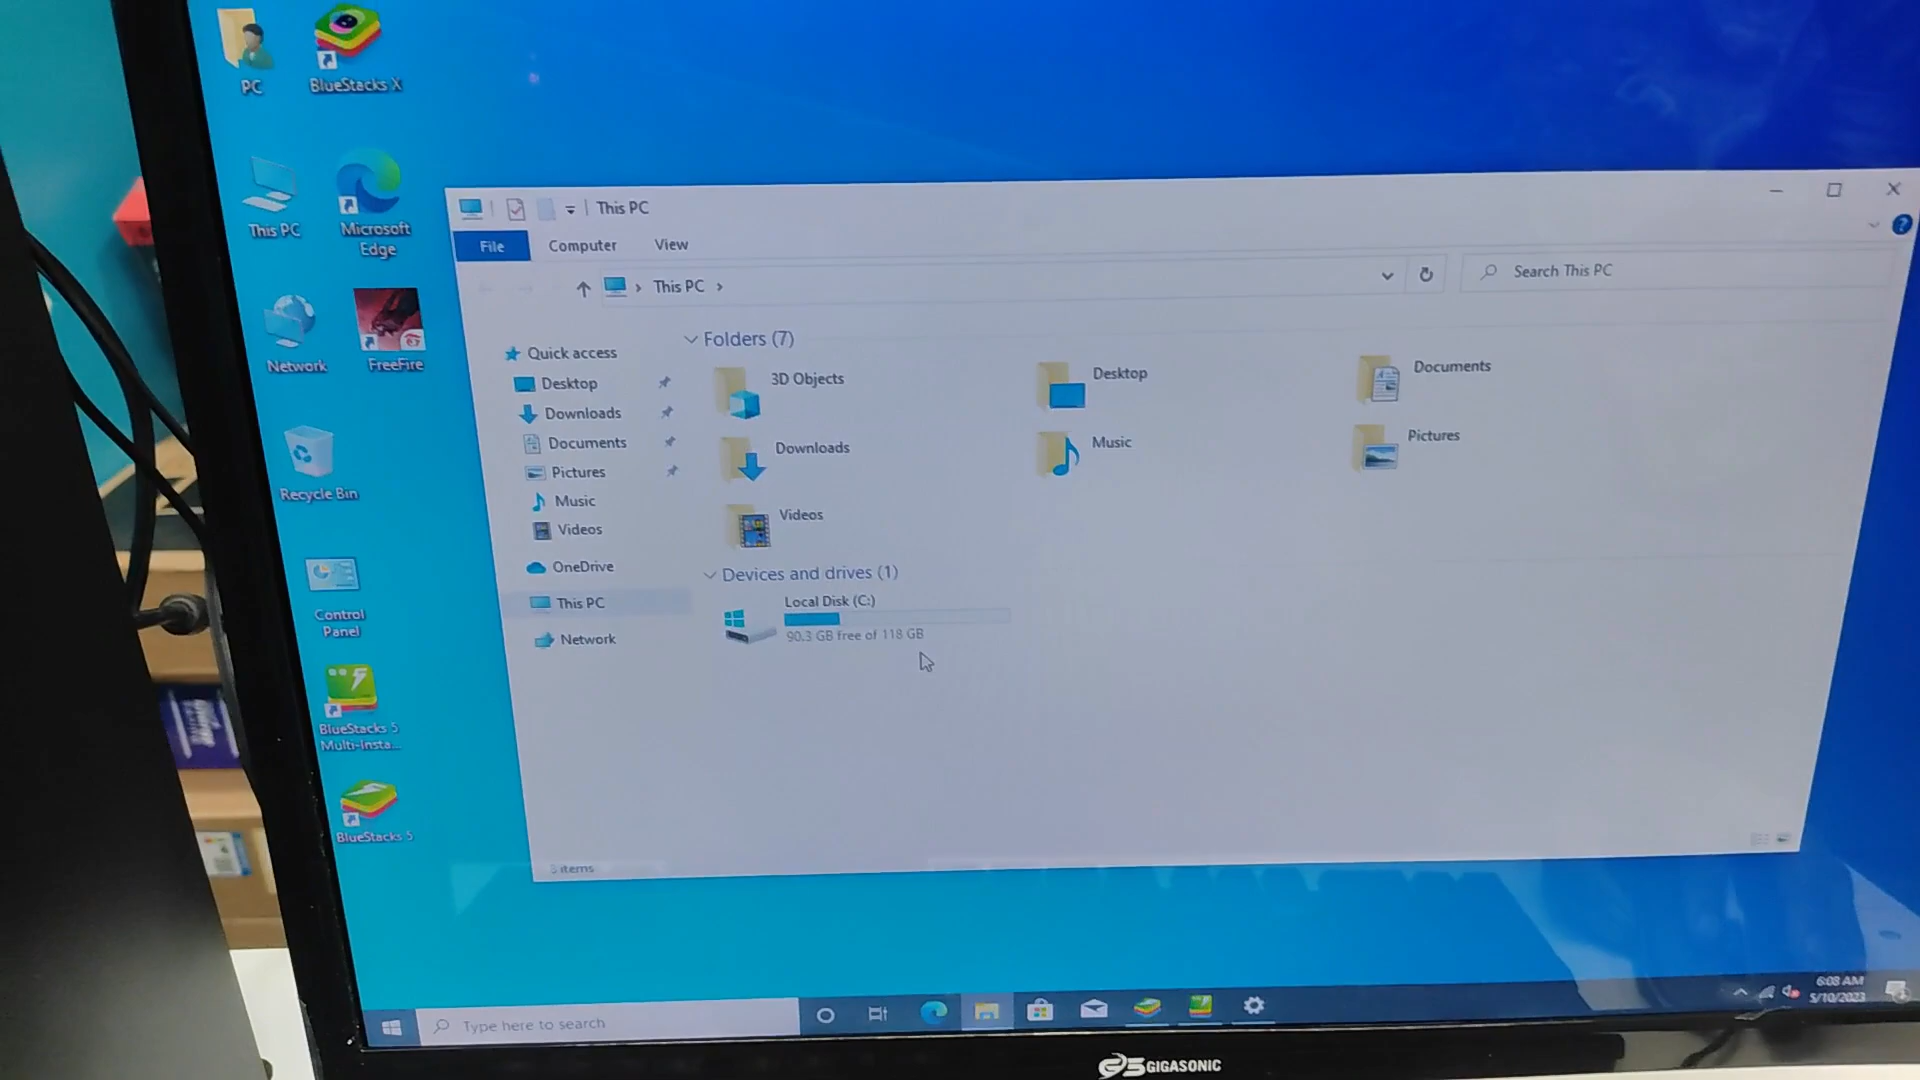 PC
BlueStacks X
This PC
Microsoft
Edge
Network
FreeFire
Recycle Bin
Control
Panel
BlueStacks 5
Multi-Insta...
BlueStacks 5
This PC
File
Computer
View
This PC
Search This PC
Quick access
Desktop
Downloads
Documents
Pictures
Music
Videos
OneDrive
This PC
Network
Folders (7)
3D Objects
Desktop
Documents
Downloads
Music
Pictures
Videos
Devices and drives (1)
Local Disk (C:)
90.3 GB free of 118 GB
items
Type here to search
6:08 AM
5/10/2023
GIGASONIC